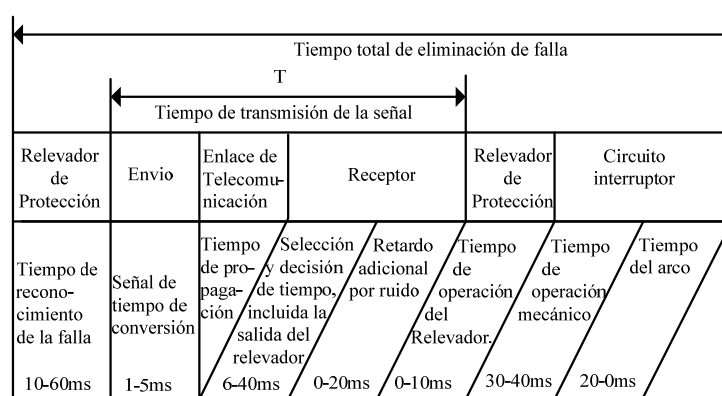 Tiempo total de eliminación de falla
T
Tiempo de transmisión de la señal
Relevador
de
Protección
Envio
Enlace de
Telecomu-
nicación
Receptor
Relevador
de
Protección
Circuito
interruptor
Tiempo de
recono-
cimiento
de la falla
Señal de
tiempo de
conversión
Tiempo
de pro-
paga-
ción
Selección
y decisión
de tiempo,
incluida la
salida del
relevador
Retardo
adicional
por ruido
Tiempo
de
operación
del
Relevador.
Tiempo
de
operación
mecánico
Tiempo
del arco
10-60ms
1-5ms
6-40ms
0-20ms
0-10ms
30-40ms
20-0ms